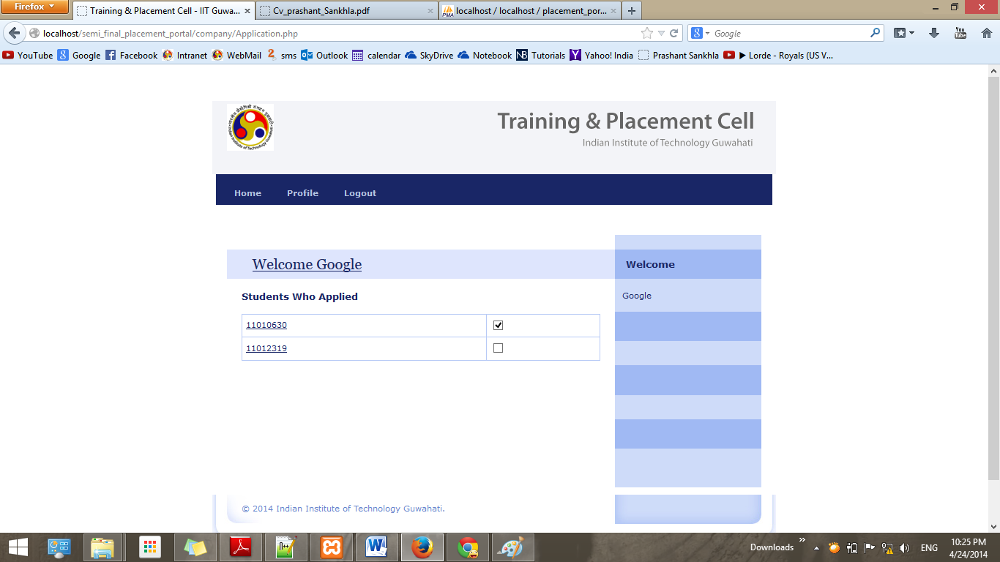 Firefox
Training & Placement Cell - IIT Guwa...
Cv_prashant_Sankhla.pdf
localhost / localhost / placement_por...
localhost/semi_final_placement_portal/company/Application.php
Google
YouTube Google Facebook Intranet WebMail sms Outlook calendar SkyDrive Notebook Tutorials Yahoo! India Prashant Sankhla ► Lorde - Royals (US V...
Training & Placement Cell
Indian Institute of Technology Guwahati
Home Profile Logout
Welcome Google
Welcome
Students Who Applied
Google
11010630
11012319
© 2014 Indian Institute of Technology Guwahati.
Downloads
ENG
10:25 PM
4/24/2014